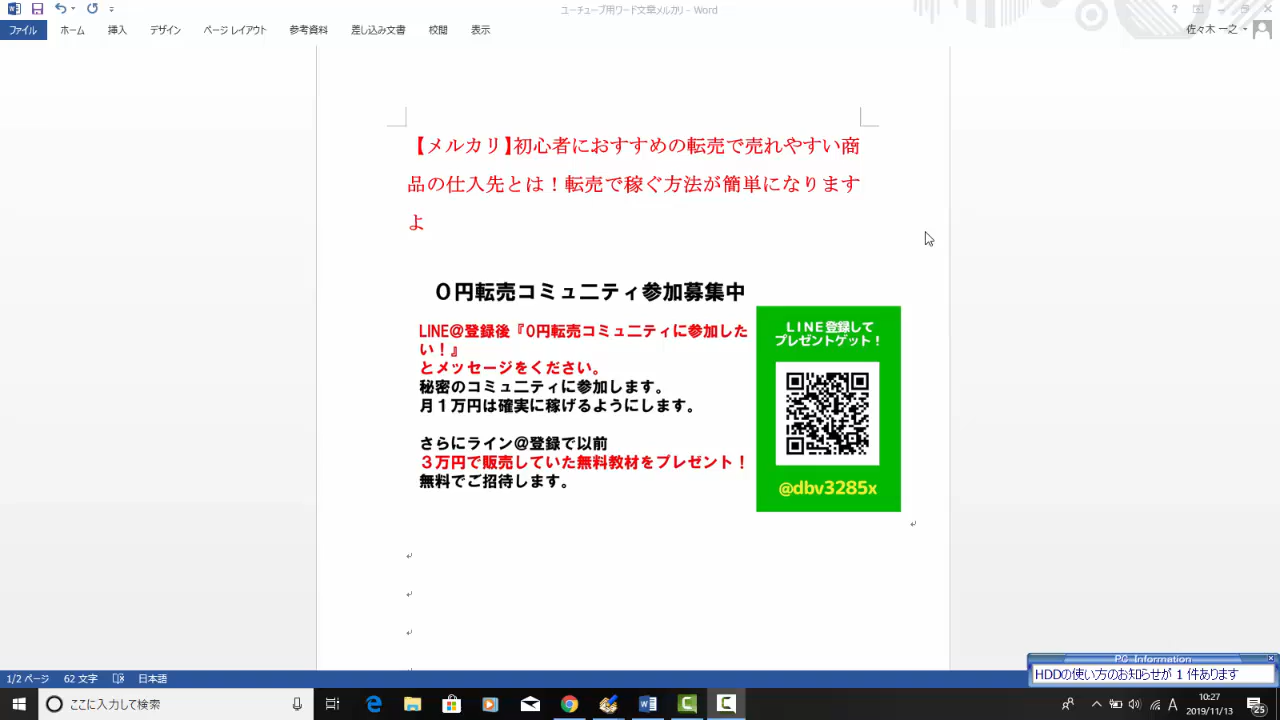 ユーチューブ用ワード文章メルカリ - Word
ファイル ホーム 挿入 デザイン ページ レイアウト 参考資料 差し込み文書 校閲 表示 佐々木 一之
【メルカリ】初心者におすすめの転売で売れやすい商
品の仕入先とは！転売で稼ぐ方法が簡単になります
よ
０円転売コミュニティ参加募集中
LINE@登録後『0円転売コミュニティに参加した
い！』
とメッセージをください。
秘密のコミュニティに参加します。
月１万円は確実に稼げるようにします。
さらにライン@登録で以前
３万円で販売していた無料教材をプレゼント！
無料でご招待します。
ＬＩＮＥ登録して
プレゼントゲット！
@dbv3285x
PC Information
HDDの使い方のお知らせが 1 件あります
1/2 ページ 62 文字 日本語
ここに入力して検索
A
10:27
2019/11/13
25